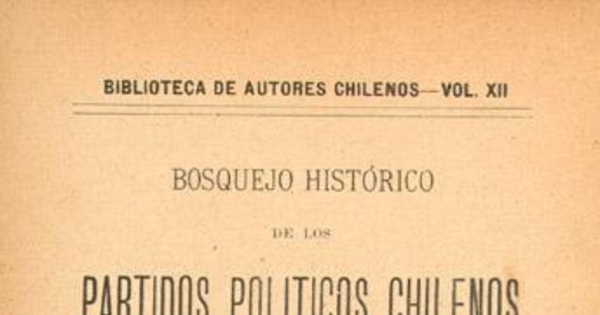 BIBLIOTECA DE AUTORES CHILENOS—VOL. XII
BOSQUEJO HISTÓRICO
DE LOS
PARTIDOS POLITICOS CHILENOS